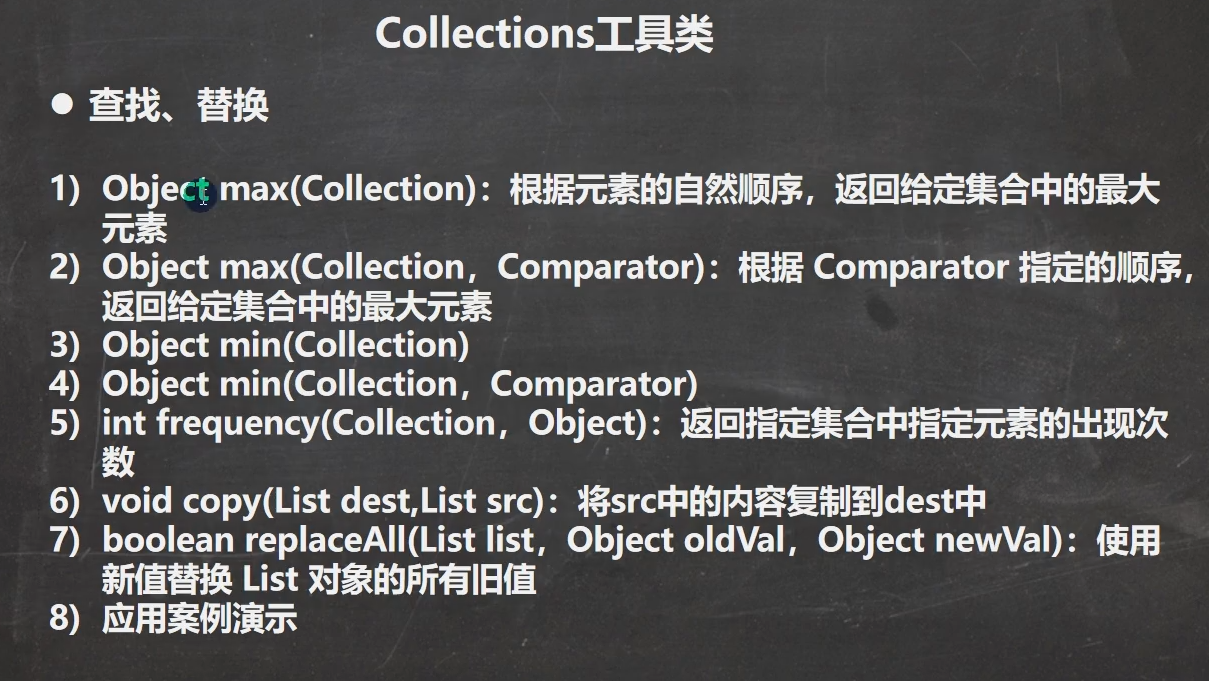 Collections工具类
● 查找、替换
1) Object max(Collection)：根据元素的自然顺序，返回给定集合中的最大
元素
2) Object max(Collection，Comparator)：根据 Comparator 指定的顺序，
返回给定集合中的最大元素
3) Object min(Collection)
4) Object min(Collection，Comparator)
5) int frequency(Collection，Object)：返回指定集合中指定元素的出现次
数
6) void copy(List dest,List src)：将src中的内容复制到dest中
7) boolean replaceAll(List list，Object oldVal，Object newVal)：使用
新值替换 List 对象的所有旧值
8) 应用案例演示